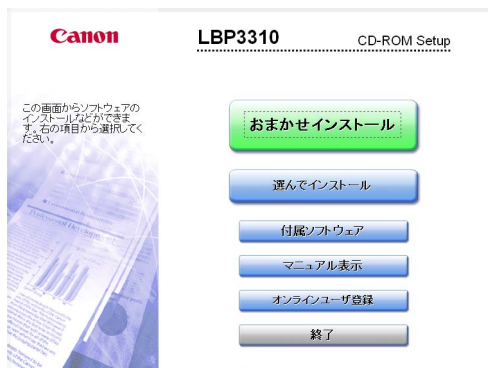 Canon
LBP3310 CD-ROM Setup
この画面からソフトウェアの
インストールなどができま
す。右の項目から選択してく
ださい。
おまかせインストール
選んでインストール
付属ソフトウェア
マニュアル表示
オンラインユーザ登録
終了